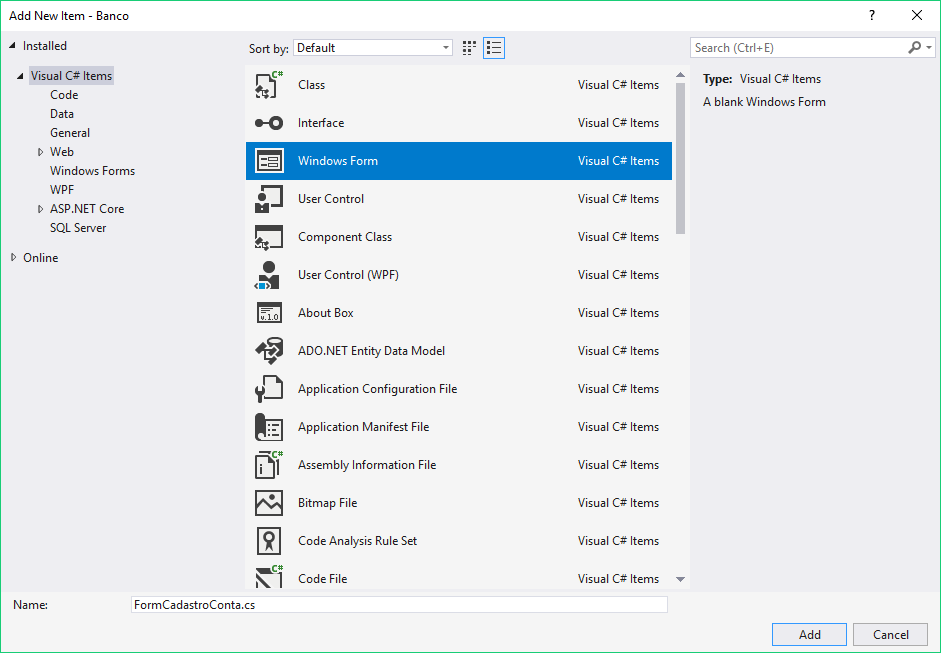 Add New Item - Banco
?
Installed
Visual C# Items
Code
Data
General
Web
Windows Forms
WPF
ASP.NET Core
SQL Server
Online
Sort by: Default
C# Class Visual C# Items
Interface Visual C# Items
Windows Form Visual C# Items
User Control Visual C# Items
Component Class Visual C# Items
User Control (WPF) Visual C# Items
v.1.0 About Box Visual C# Items
ADO.NET Entity Data Model Visual C# Items
Application Configuration File Visual C# Items
Application Manifest File Visual C# Items
C# Assembly Information File Visual C# Items
Bitmap File Visual C# Items
Code Analysis Rule Set Visual C# Items
C# Code File Visual C# Items
Search (Ctrl+E)
Type: Visual C# Items
A blank Windows Form
Name: FormCadastroConta.cs
Add Cancel